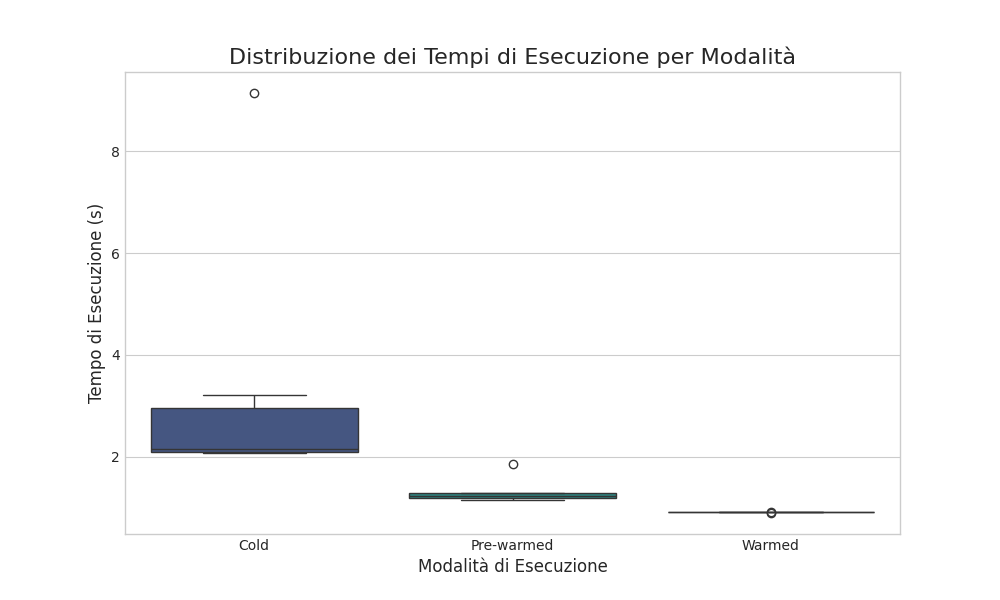 Distribuzione dei Tempi di Esecuzione per Modalità
Tempo di Esecuzione (s)
8
6
4
2
Cold
Pre-warmed
Warmed
Modalità di Esecuzione